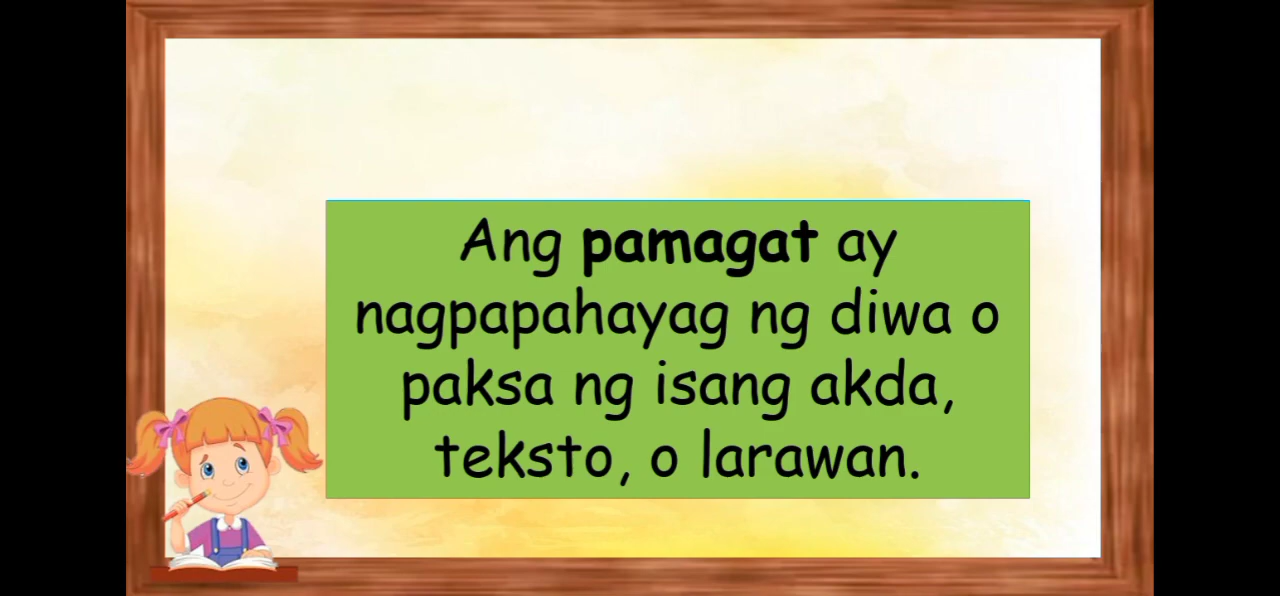 Ang pamagat ay
nagpapahayag ng diwa o
paksa ng isang akda,
teksto, o larawan.